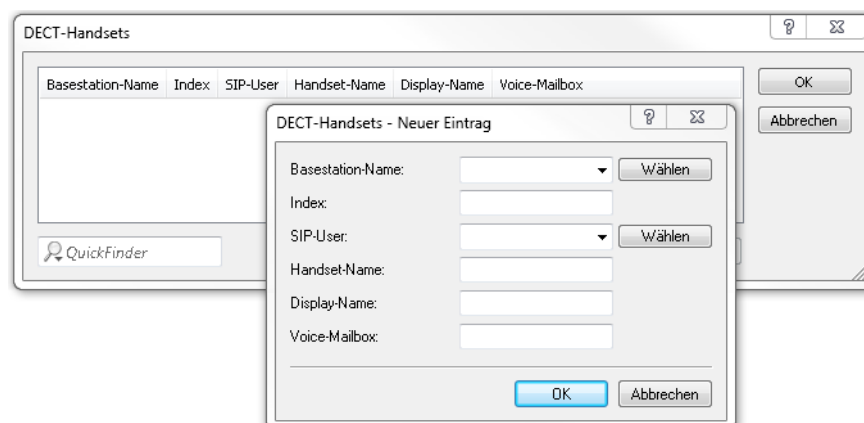 DECT-Handsets
Basestation-Name Index SIP-User Handset-Name Display-Name Voice-Mailbox
OK
Abbrechen
QuickFinder
DECT-Handsets - Neuer Eintrag
Basestation-Name: Wählen
Index:
SIP-User: Wählen
Handset-Name:
Display-Name:
Voice-Mailbox:
OK Abbrechen